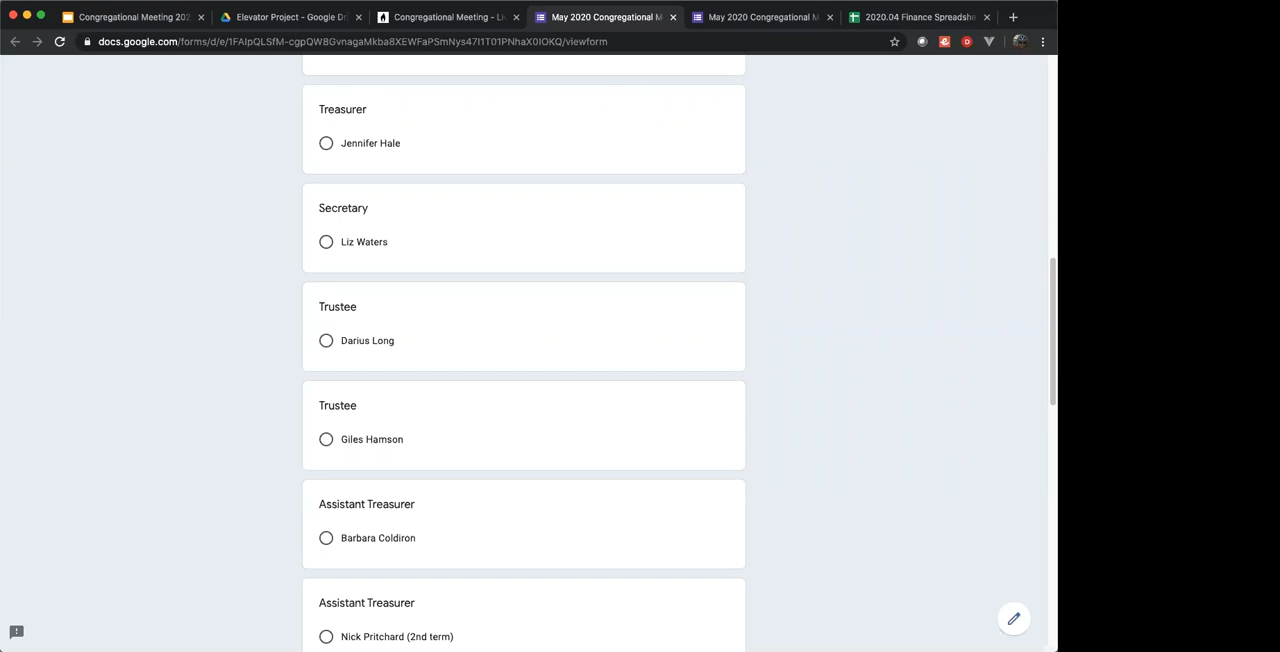 Congregational Meeting 202
Elevator Project - Google Dri
Congregational Meeting - Li
May 2020 Congregational M
May 2020 Congregational M
2020.04 Finance Spreadshe
docs.google.com/forms/d/e/1FAIpQLSfM-cgpQW8GvnagaMkba8XEWFaPSmNys47I1T01PNhaX0IOKQ/viewform
Treasurer
Jennifer Hale
Secretary
Liz Waters
Trustee
Darius Long
Trustee
Giles Hamson
Assistant Treasurer
Barbara Coldiron
Assistant Treasurer
Nick Pritchard (2nd term)